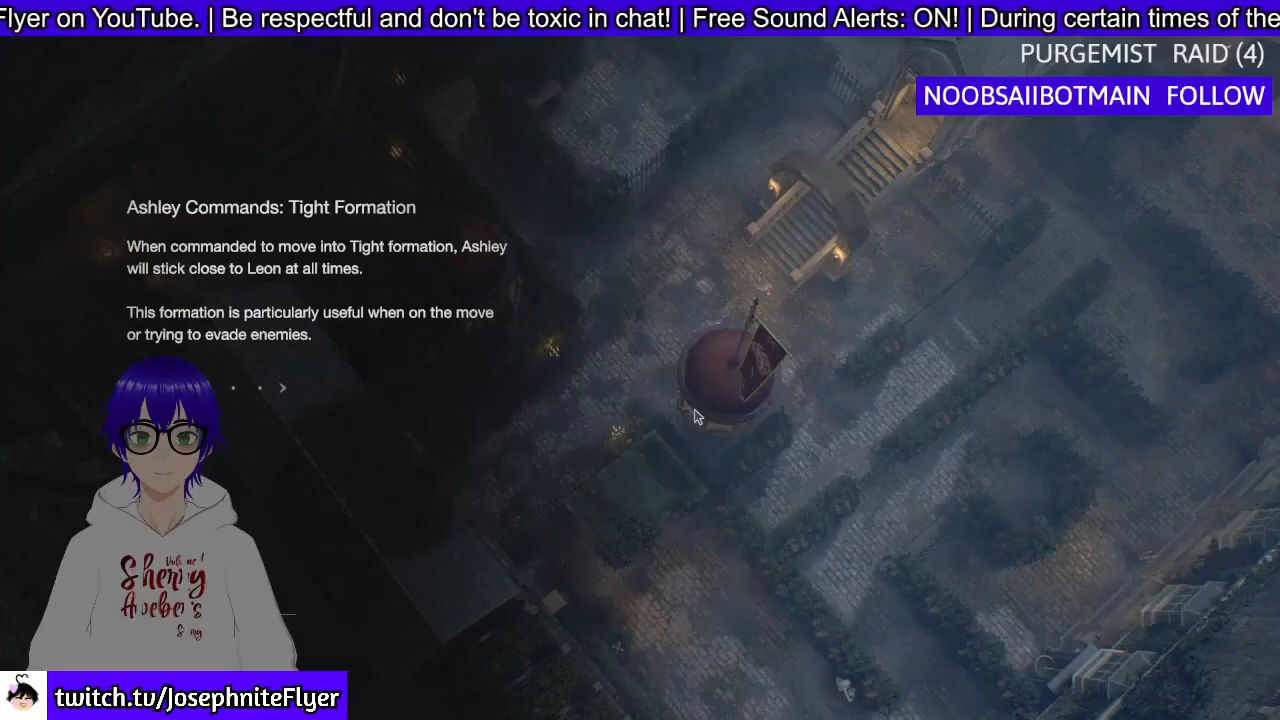 Flyer on YouTube. | Be respectful and don't be toxic in chat! | Free Sound Alerts: ON! | During certain times of the
PURGEMIST RAID (4)
NOOBSAIIBOTMAIN FOLLOW
Ashley Commands: Tight Formation
When commanded to move into Tight formation, Ashley
will stick close to Leon at all times.
This formation is particularly useful when on the move
or trying to evade enemies.
twitch.tv/JosephniteFlyer